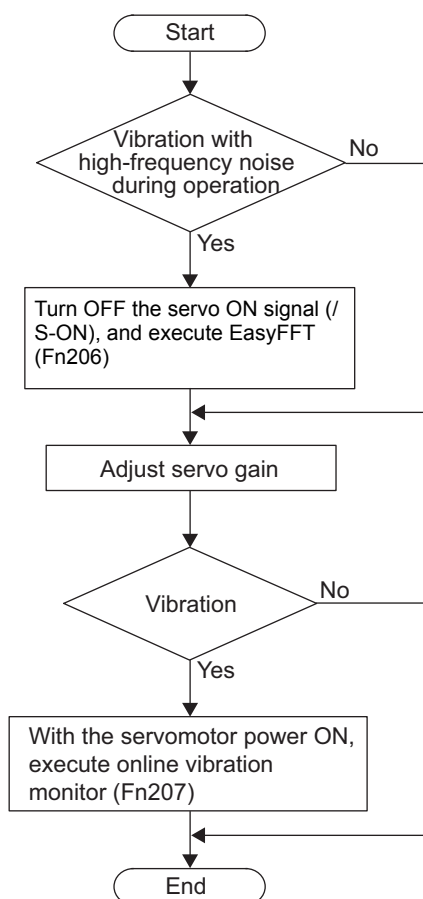 Start
Vibration with
high-frequency noise
during operation
No
Yes
Turn OFF the servo ON signal (/
S-ON), and execute EasyFFT
(Fn206)
Adjust servo gain
Vibration
No
Yes
With the servomotor power ON,
execute online vibration
monitor (Fn207)
End